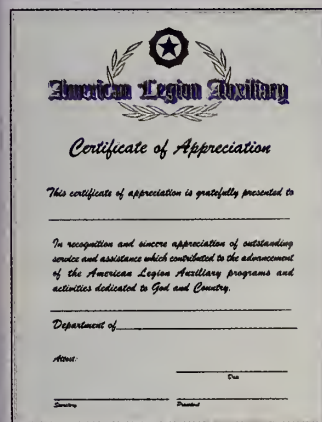 American Legion Auxiliary
Certificate of Appreciation
This certificate of appreciation is gratefully presented to
In recognition and sincere appreciation of outstanding
service and assistance which contributed to the advancement
of the American Legion Auxiliary programs and
activities dedicated to God and Country.
Department of
Attest:
Date
Secretary President